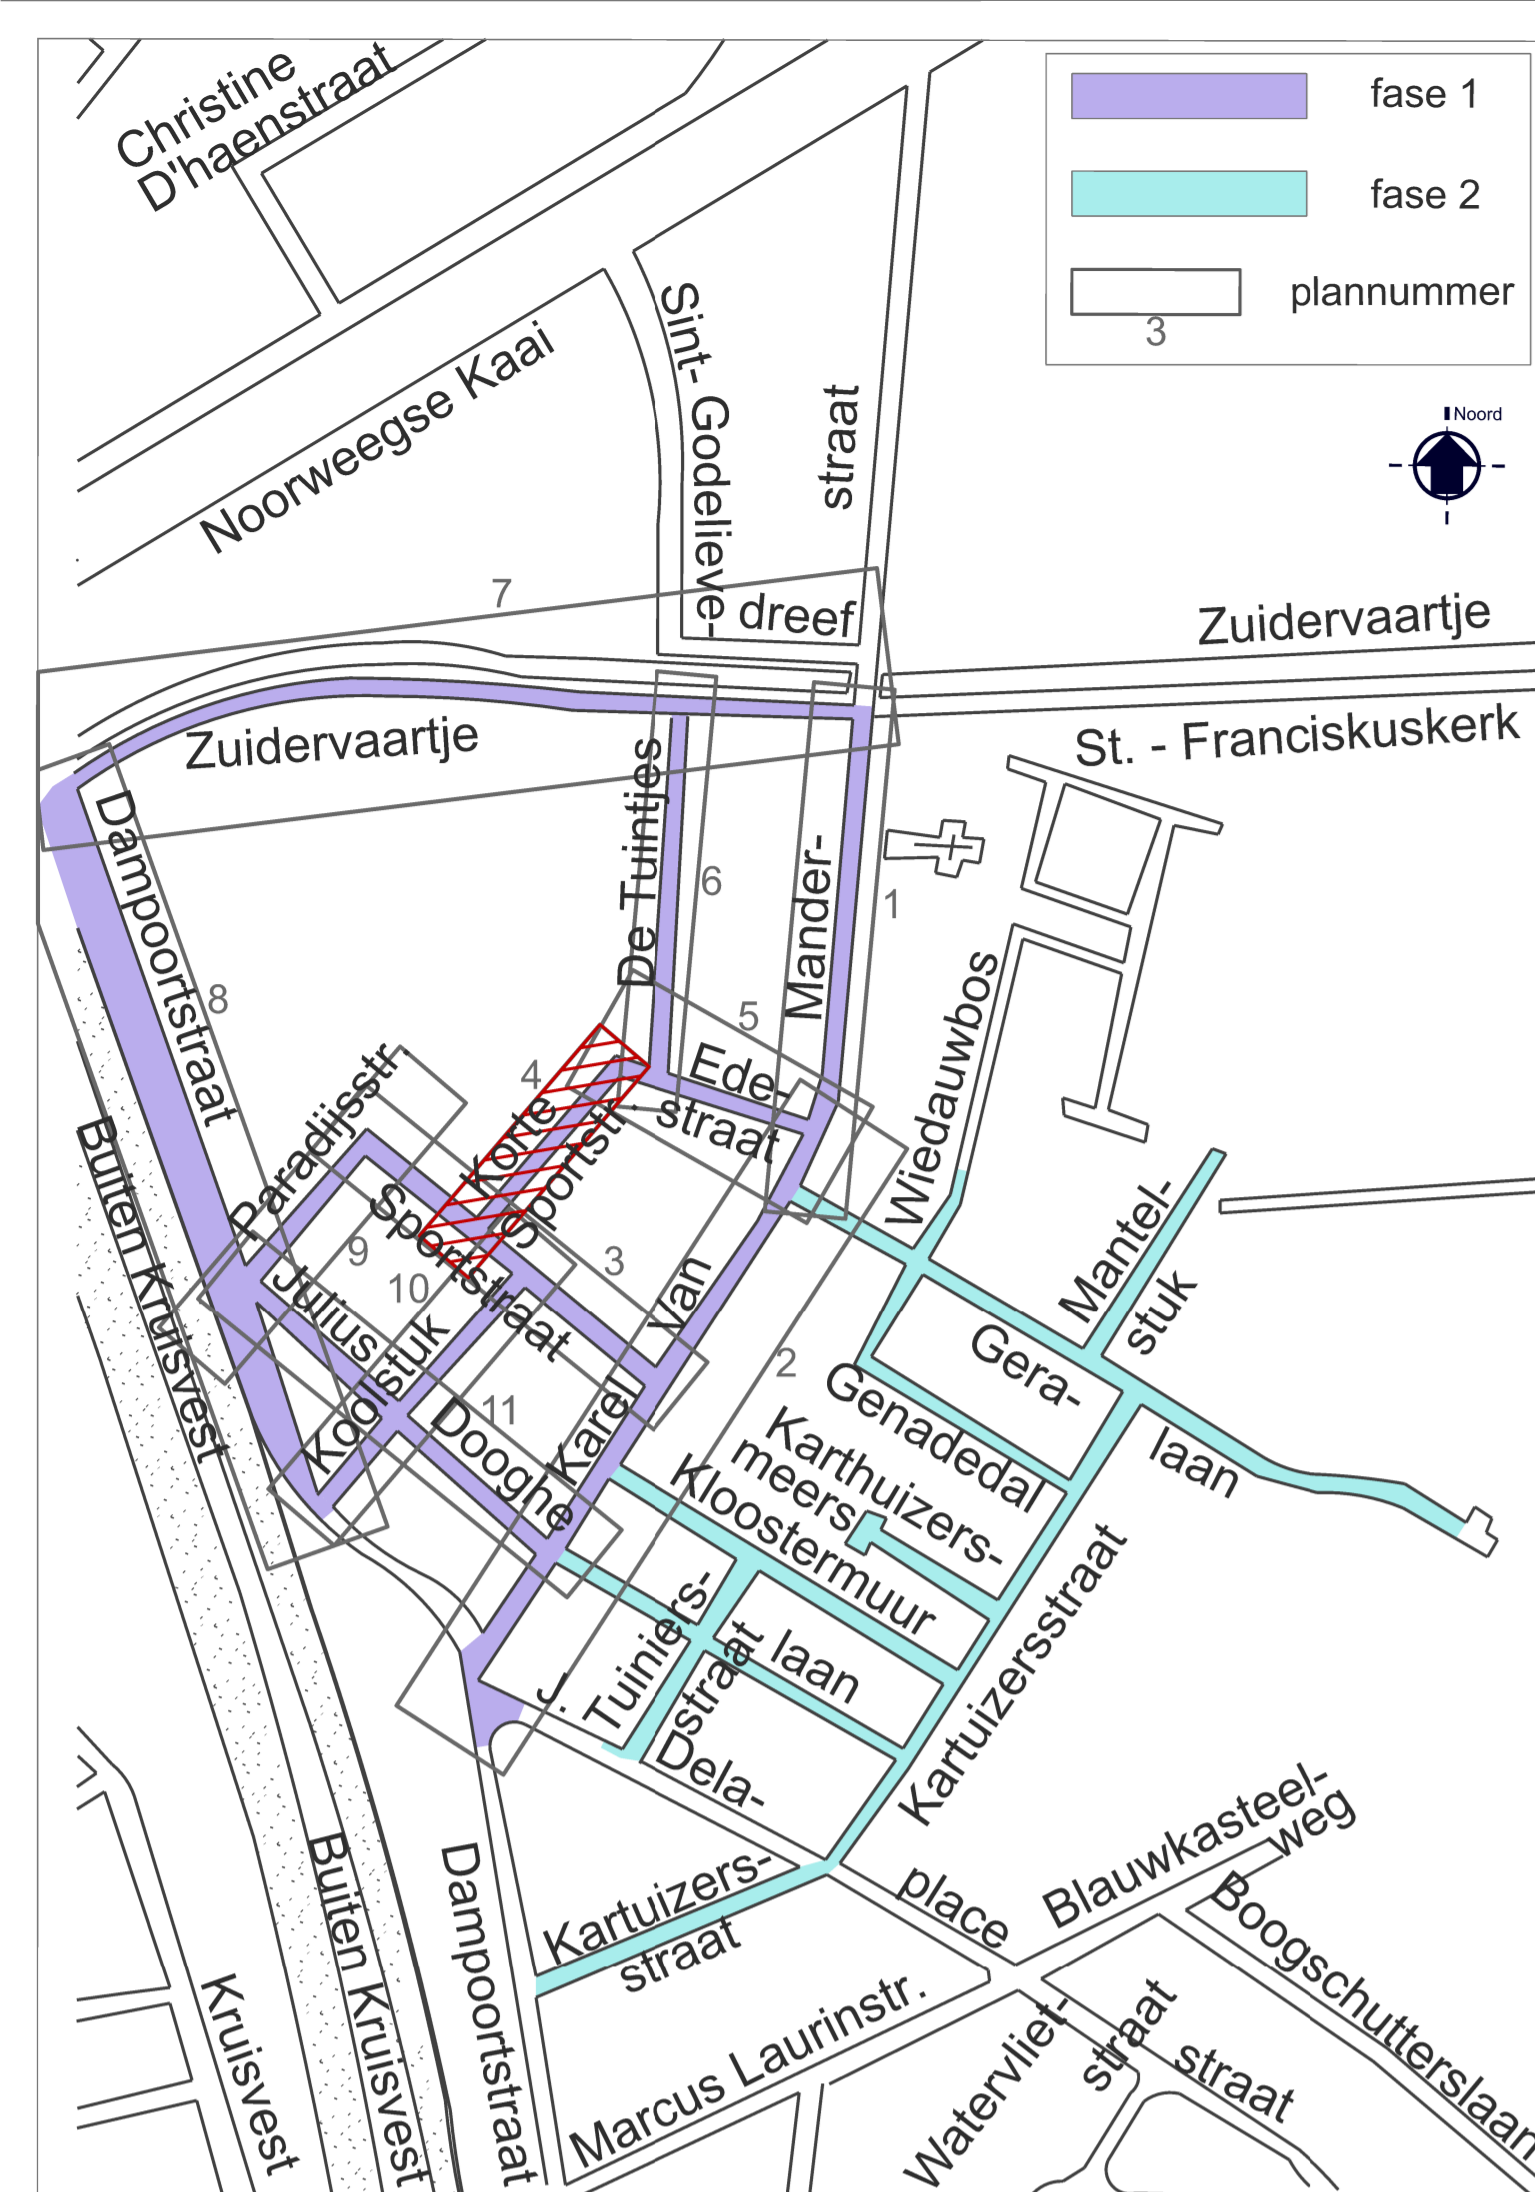 Christine
D'haenstraat
fase 1
fase 2
plannummer
3
Noord
Noorweegse Kaai
Sint- Godelieve-
dreef
straat
7
Zuidervaartje
Zuidervaartje
St. - Franciskuskerk
De Tuintjes
Mander-
6
1
5
Dampoortstraat
8
4
Ede-
straat
Wiedauwbos
Paradijsstr.
Korte
Sportstr.
Buiten Kruisvest
Sportstraat
9
10
3
Van
Mantel-
stuk
Julius
Koolstuk
2
Gera-
laan
11
Dooghe
Karel
Genadedal
Karthuizers-
meers
Kloostermuur
Kartuizersstraat
Tuiniers-
straat
laan
J.
Dela-
place
Blauwkasteel-
weg
Kartuizers-
straat
Buiten Kruisvest
Dampoortstraat
Boogschutterslaan
Kruisvest
Marcus Laurinstr.
Watervliet-
straat
straat